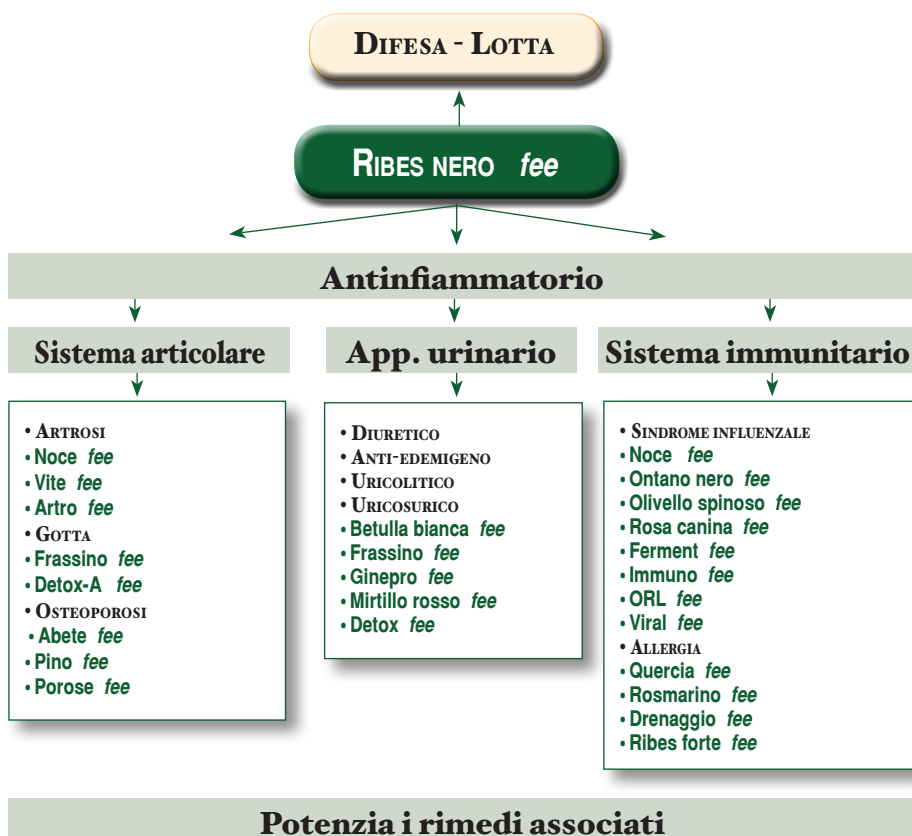 DIFESA - LOTTA
RIBES NERO fee
Antinfiammatorio
Sistema articolare
• ARTROSI
• Noce fee
• Vite fee
• Artro fee
• GOTTA
• Frassino fee
• Detox-A fee
• OSTEOPOROSI
• Abete fee
• Pino fee
• Porose fee
App. urinario
• DIURETICO
• ANTI-EDEMIGENO
• URICOLITICO
• URICOSURICO
• Betulla bianca fee
• Frassino fee
• Ginepro fee
• Mirtillo rosso fee
• Detox fee
Sistema immunitario
• SINDROME INFLUENZALE
• Noce fee
• Ontano nero fee
• Olivello spinoso fee
• Rosa canina fee
• Ferment fee
• Immuno fee
• ORL fee
• Viral fee
• ALLERGIA
• Quercia fee
• Rosmarino fee
• Drenaggio fee
• Ribes forte fee
Potenzia i rimedi associati